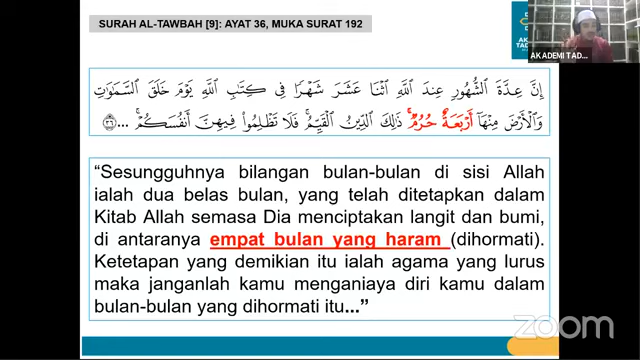 SURAH AL-TAWBAH [9]: AYAT 36, MUKA SURAT 192
AKADEMI TAD...
إِنَّ عِدَّةَ الشُّهُورِ عِندَ اللَّهِ اثْنَا عَشَرَ شَهْرًا فِي كِتَٰبِ اللَّهِ يَوْمَ خَلَقَ السَّمَٰوَٰتِ
وَالْأَرْضَ مِنْهَآ أَرْبَعَةٌ حُرُمٌ ۚ ذَٰلِكَ الدِّينُ الْقَيِّمُ ۚ فَلَا تَظْلِمُوا فِيهِنَّ أَنفُسَكُمْ ۚ ... ۝٣٦
“Sesungguhnya bilangan bulan-bulan di sisi Allah
ialah dua belas bulan, yang telah ditetapkan dalam
Kitab Allah semasa Dia menciptakan langit dan bumi,
di antaranya empat bulan yang haram (dihormati).
Ketetapan yang demikian itu ialah agama yang lurus
maka janganlah kamu menganiaya diri kamu dalam
bulan-bulan yang dihormati itu...”
zoom